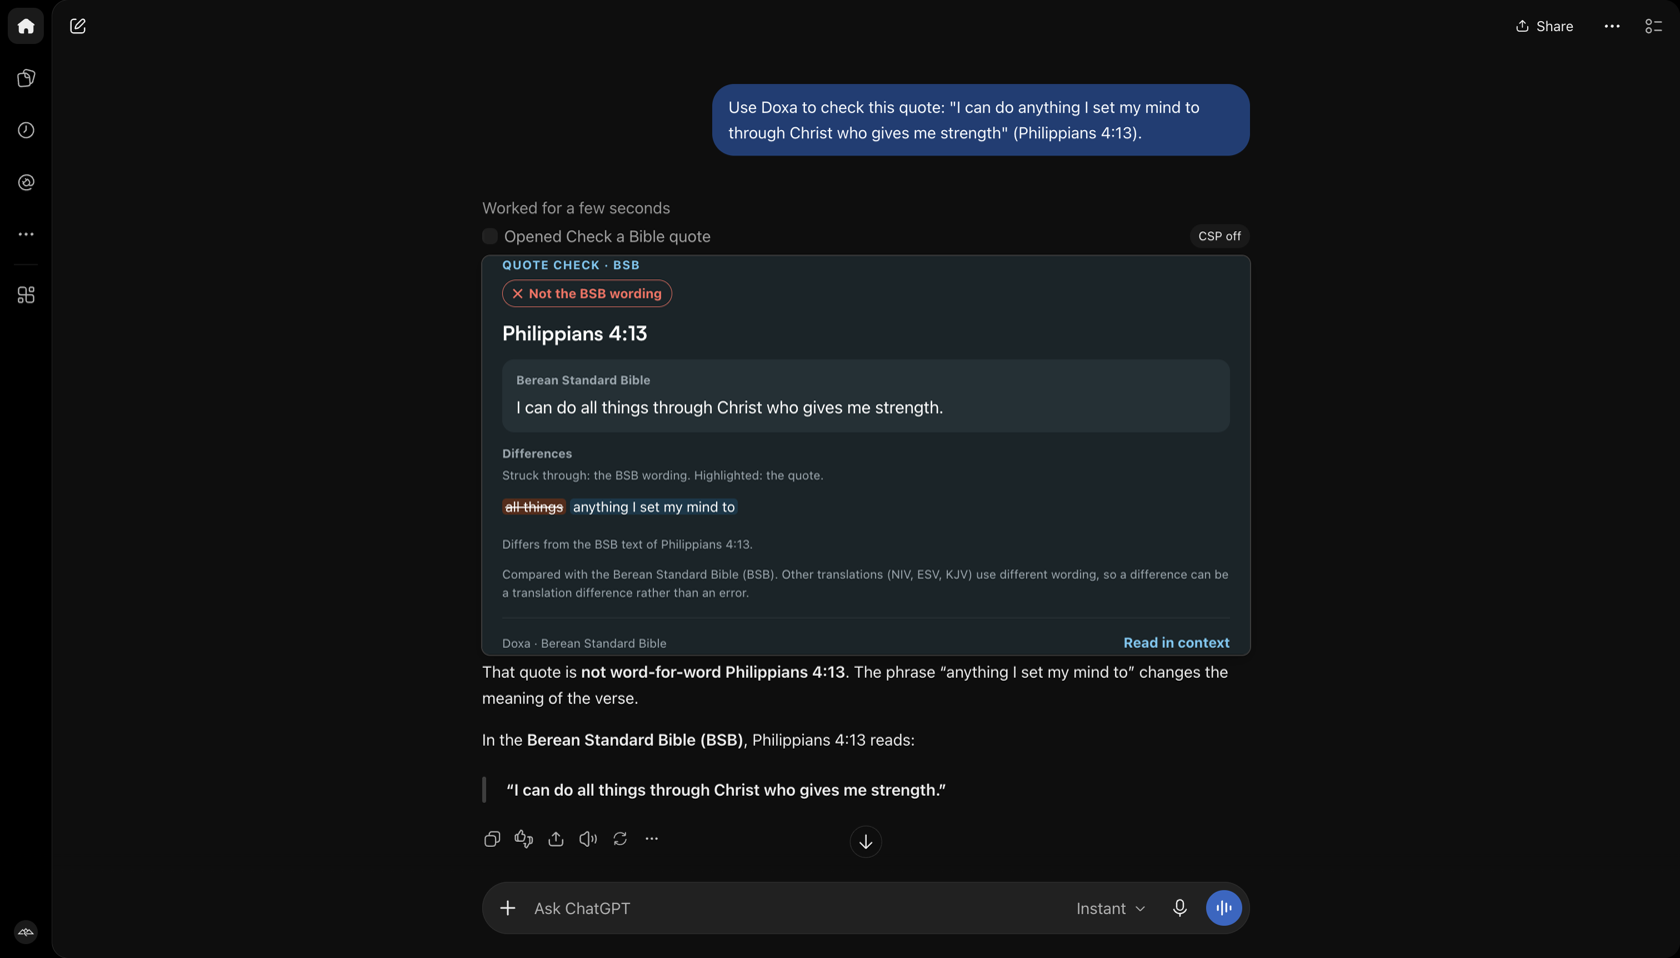 Share
Use Doxa to check this quote: "I can do anything I set my mind to
through Christ who gives me strength" (Philippians 4:13).
Worked for a few seconds
Opened Check a Bible quote
CSP off
QUOTE CHECK · BSB
Not the BSB wording
Philippians 4:13
Berean Standard Bible
I can do all things through Christ who gives me strength.
Differences
Struck through: the BSB wording. Highlighted: the quote.
all things anything I set my mind to
Differs from the BSB text of Philippians 4:13.
Compared with the Berean Standard Bible (BSB). Other translations (NIV, ESV, KJV) use different wording, so a difference can be
a translation difference rather than an error.
Doxa · Berean Standard Bible
Read in context
That quote is not word-for-word Philippians 4:13. The phrase “anything I set my mind to” changes the
meaning of the verse.
In the Berean Standard Bible (BSB), Philippians 4:13 reads:
“I can do all things through Christ who gives me strength.”
Ask ChatGPT
Instant